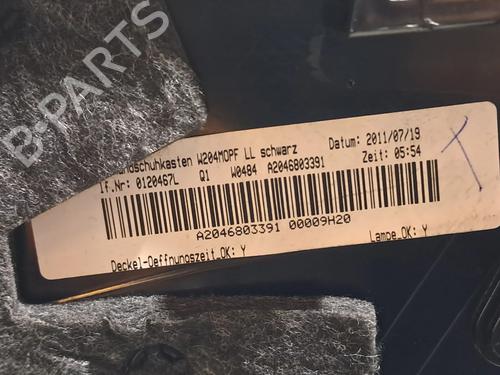 B-PARTS
andschuhkasten W204MOPF LL schwarz Datum: 2011/07/19
lf.Nr: 0120467L Q1 W0484 A2046803391 Zeit: 05:54
A2046803391 00009H20
Deckel-Oeffnungszeit.OK: Y Lampe.OK: Y